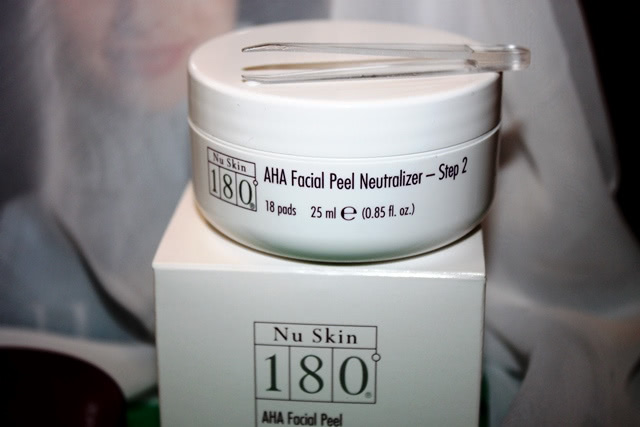 Nu Skin
180®
AHA Facial Peel Neutralizer – Step 2
18 pads 25 ml ℮ (0.85 fl. oz.)
Nu Skin
180®
AHA Facial Peel